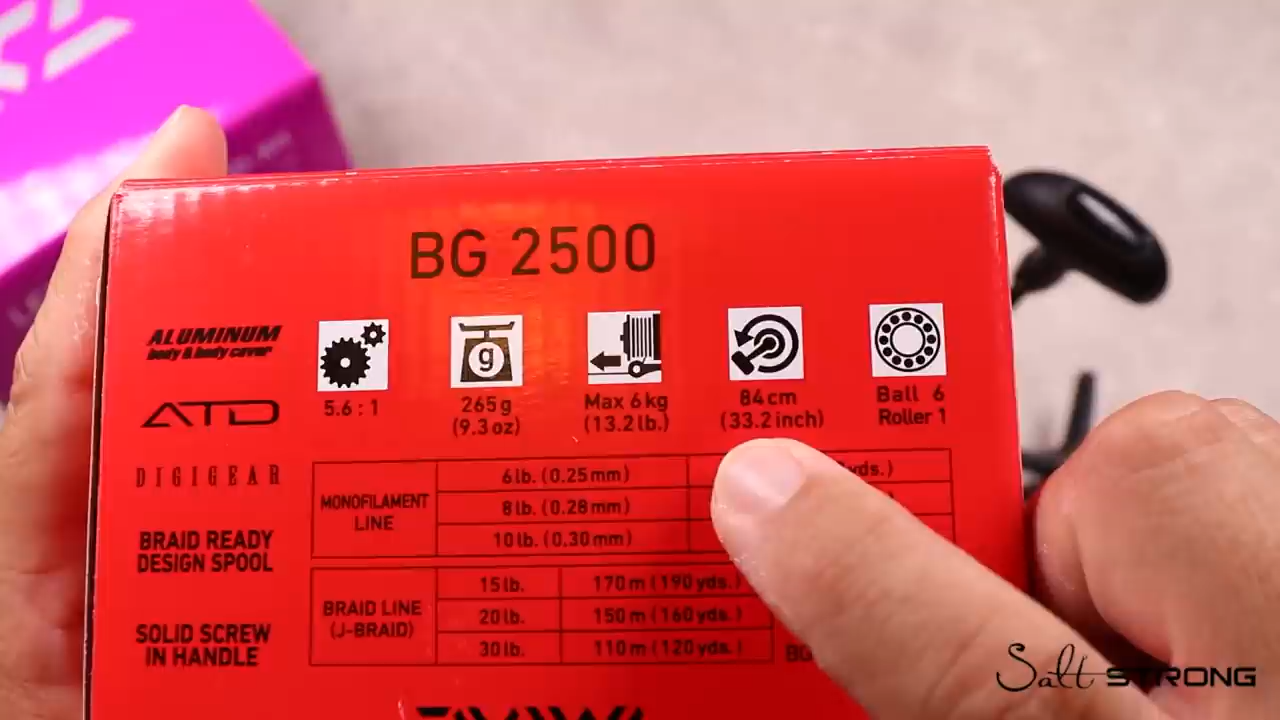 BG 2500
ALUMINUM
body & body cover
5.6 : 1
g
265 g
(9.3 oz)
Max 6 kg
(13.2 lb.)
84 cm
(33.2 inch)
Ball 6
Roller 1
ATD
DIGIGEAR
BRAID READY
DESIGN SPOOL
SOLID SCREW
IN HANDLE
MONOFILAMENT
LINE
6 lb. (0.25 mm)
yds.)
8 lb. (0.28 mm)
10 lb. (0.30 mm)
BRAID LINE
(J-BRAID)
15 lb. 170 m (190 yds.)
20 lb. 150 m (160 yds.)
30 lb. 110 m (120 yds.)
BG
Salt STRONG